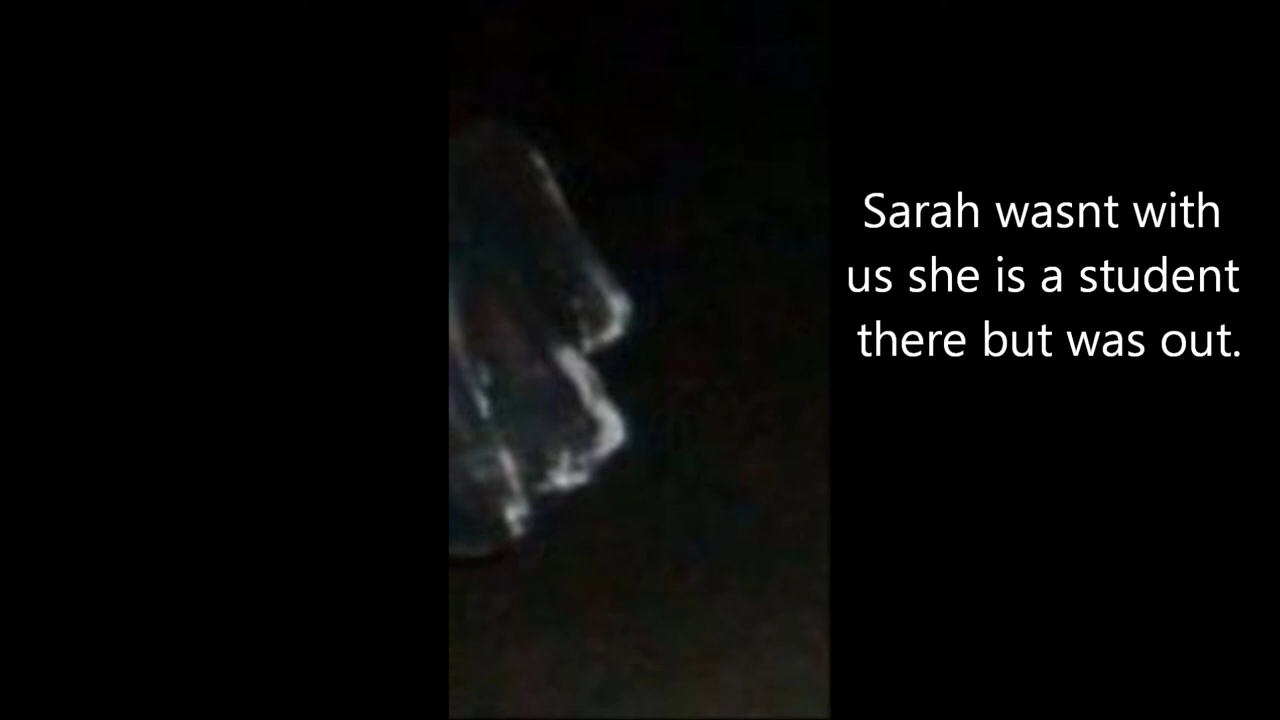 Sarah wasnt with
us she is a student
there but was out.